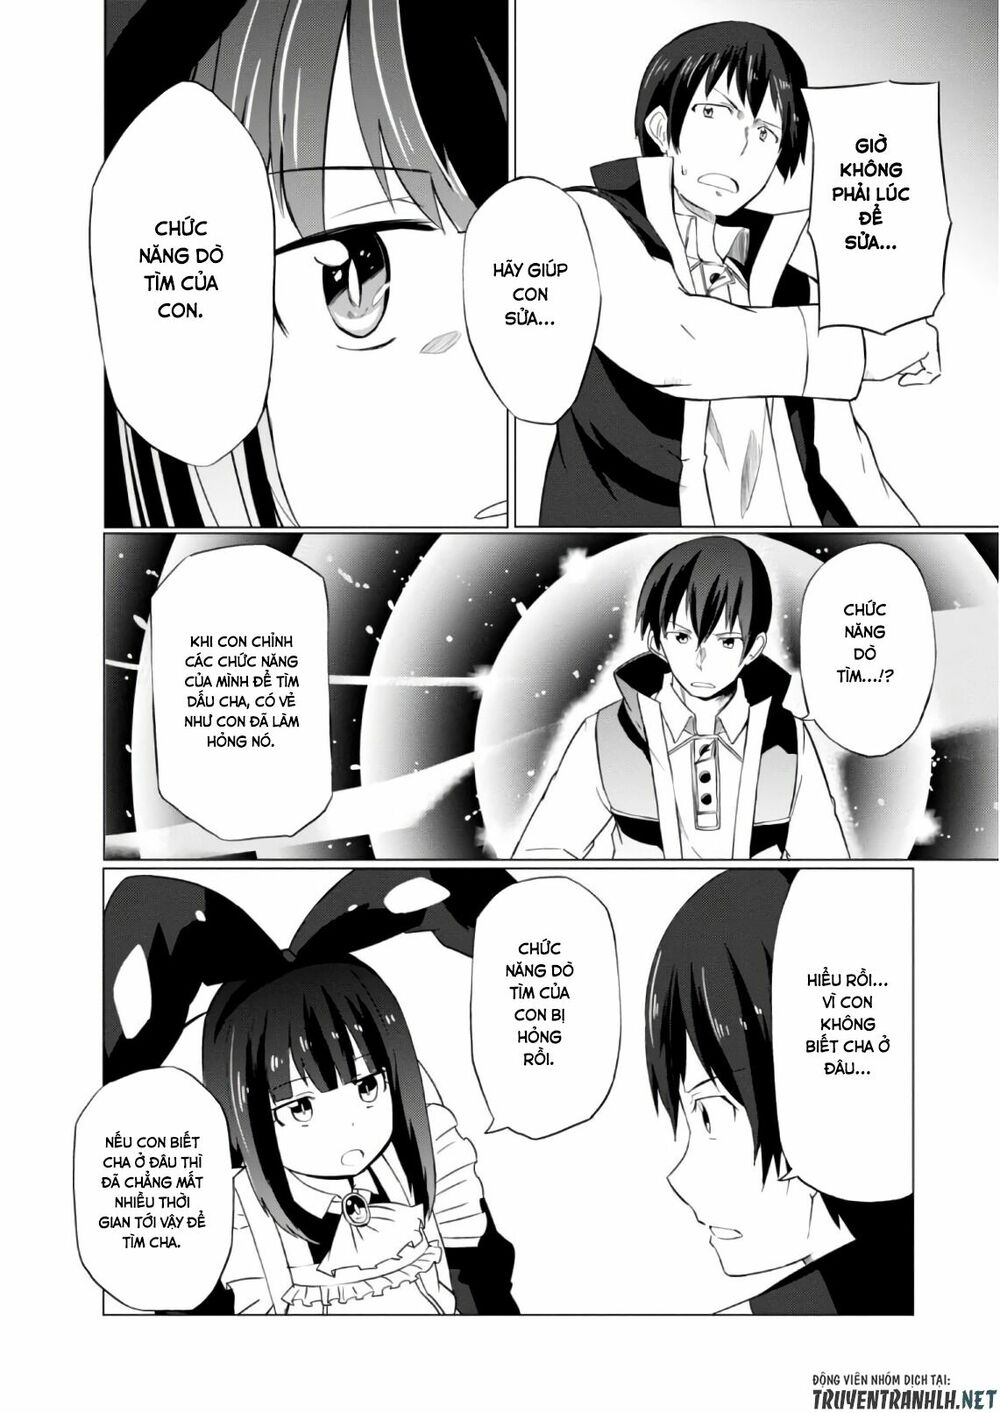 GIỜ
KHÔNG
PHẢI LÚC
ĐỂ
SỬA...
HÃY GIÚP
CON
SỬA...
CHỨC
NĂNG DÒ
TÌM CỦA
CON.
CHỨC
NĂNG
DÒ
TÌM...!?
KHI CON CHỈNH
CÁC CHỨC NĂNG
CỦA MÌNH ĐỂ TÌM
DẤU CHA, CÓ VẺ
NHƯ CON ĐÃ LÀM
HỎNG NÓ.
HIỂU RỒI...
VÌ CON
KHÔNG
BIẾT CHA Ở
ĐÂU...
CHỨC
NĂNG DÒ
TÌM CỦA
CON BỊ
HỎNG
RỒI.
NẾU CON BIẾT
CHA Ở ĐÂU THÌ
ĐÃ CHẲNG MẤT
NHIỀU THỜI
GIAN TỚI VẬY ĐỂ
TÌM CHA.
ĐỘNG VIÊN NHÓM DỊCH TẠI:
TRUYENTRANHLH.NET